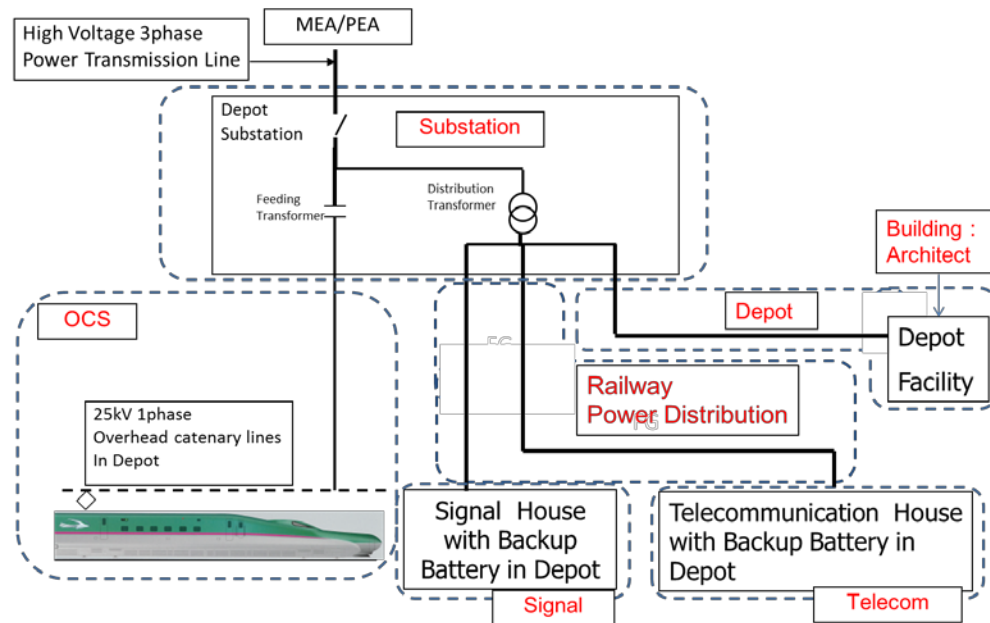 High Voltage 3phase
Power Transmission Line
MEA/PEA
Depot
Substation
Substation
Feeding
Transformer
Distribution
Transformer
Building :
Architect
OCS
Depot
Depot
Facility
Railway
Power Distribution
25kV 1phase
Overhead catenary lines
In Depot
Signal House
with Backup
Battery in Depot
Signal
Telecommunication House
with Backup Battery in
Depot
Telecom